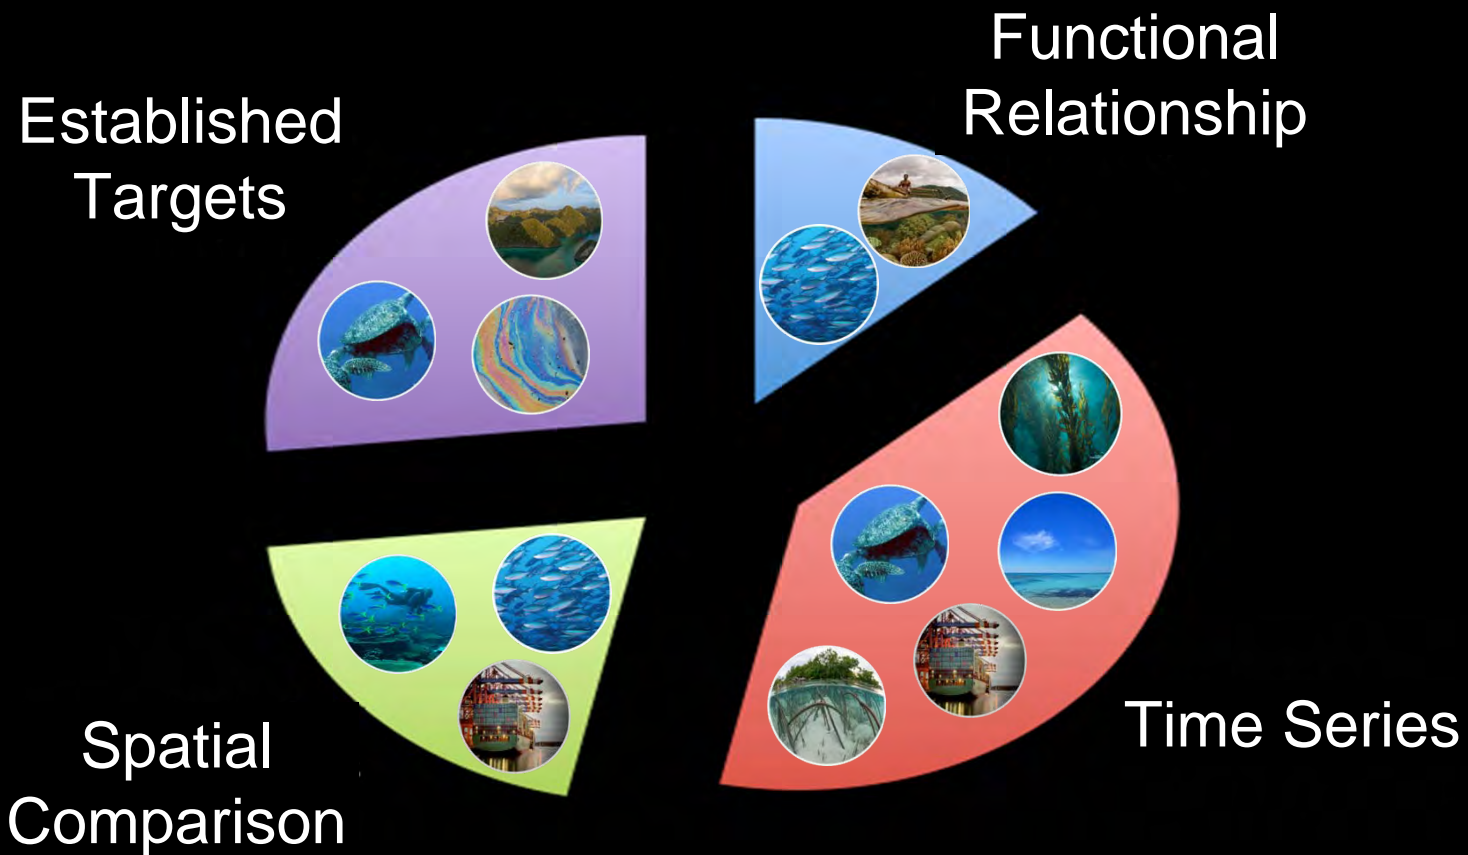 Functional
Relationship
Established
Targets
Time Series
Spatial
Comparison